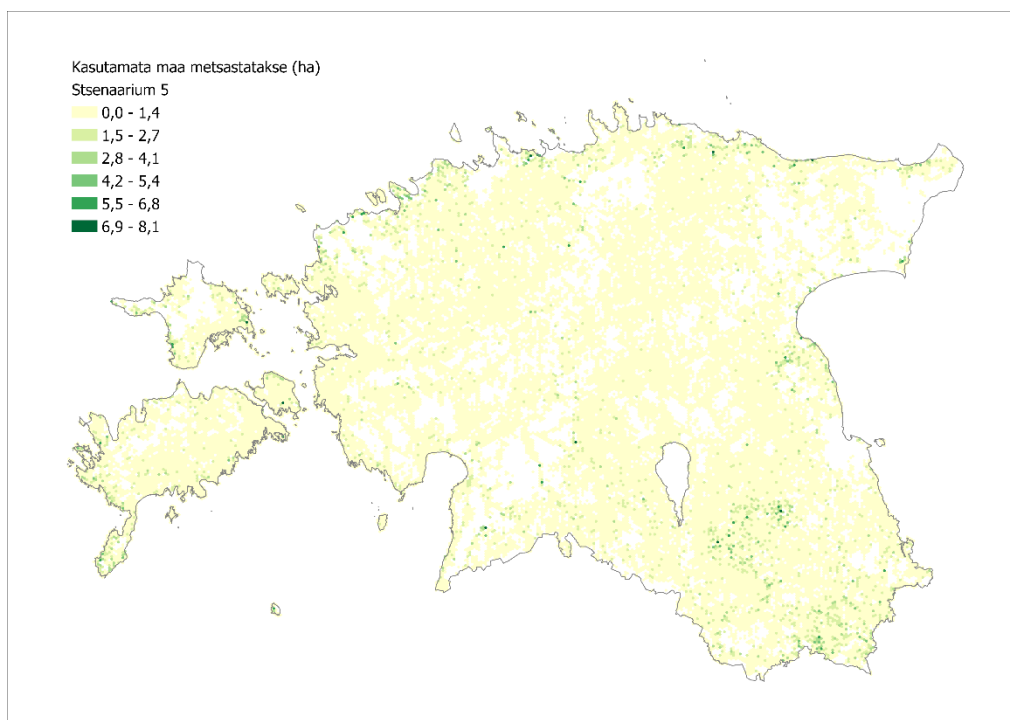 Kasutamata maa metsastatakse (ha)
Stsenaarium 5
0,0 - 1,4
1,5 - 2,7
2,8 - 4,1
4,2 - 5,4
5,5 - 6,8
6,9 - 8,1